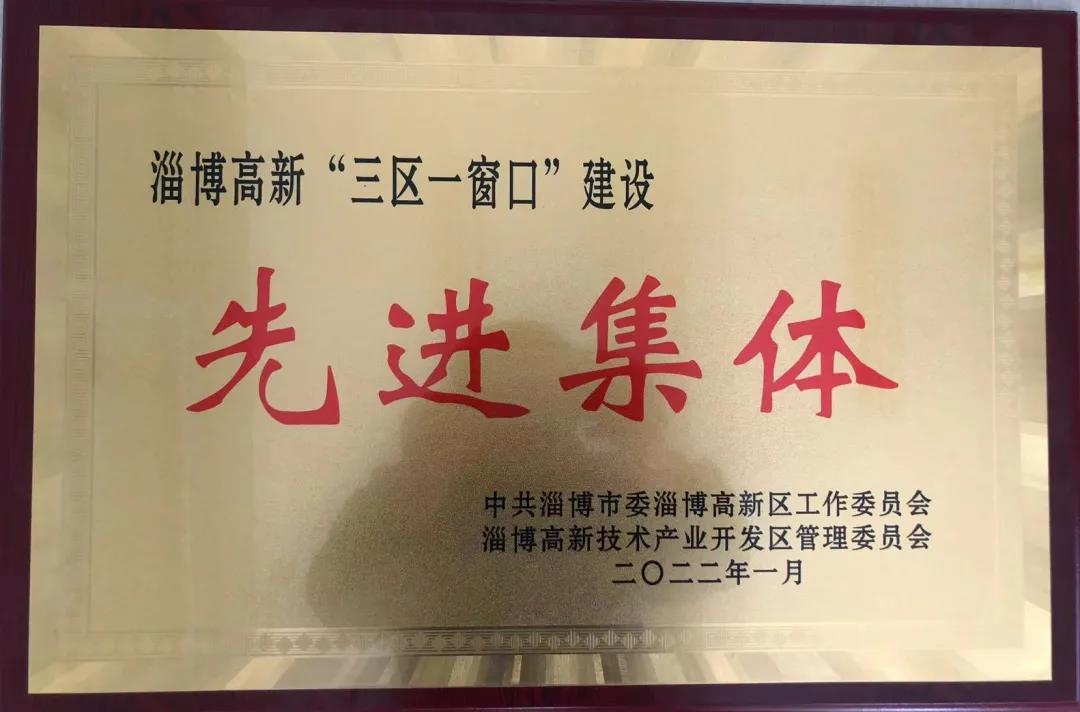 淄博高新“三区一窗口”建设
先进集体
中共淄博市委淄博高新区工作委员会
淄博高新技术产业开发区管理委员会
二〇二二年一月